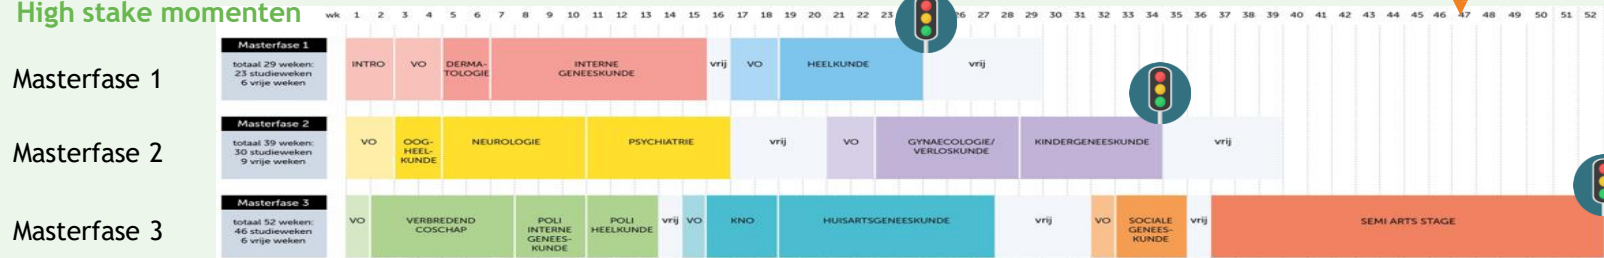 High stake momenten
wk 1 2 3 4 5 6 7 8 9 10 11 12 13 14 15 16 17 18 19 20 21 22 23 26 27 28 29 30 31 32 33 34 35 36 37 38 39 40 41 42 43 44 45 46 47 48 49 50 51 52
Masterfase 1
Masterfase 1
totaal 29 weken:
23 studieweken
6 vrije weken
INTRO
VO
DERMA-
TOLOGIE
INTERNE
GENEESKUNDE
vrij
VO
HEELKUNDE
vrij
Masterfase 2
Masterfase 2
totaal 39 weken:
30 studieweken
9 vrije weken
VO
OOG-
HEEL-
KUNDE
NEUROLOGIE
PSYCHIATRIE
vrij
VO
GYNAECOLOGIE/
VERLOSKUNDE
KINDERGENEESKUNDE
vrij
Masterfase 3
Masterfase 3
totaal 52 weken:
46 studieweken
6 vrije weken
VO
VERBREDEND
COSCHAP
POLI
INTERNE
GENEES-
KUNDE
POLI
HEELKUNDE
vrij
VO
KNO
HUISARTSGENEESKUNDE
vrij
VO
SOCIALE
GENEES-
KUNDE
vrij
SEMI ARTS STAGE